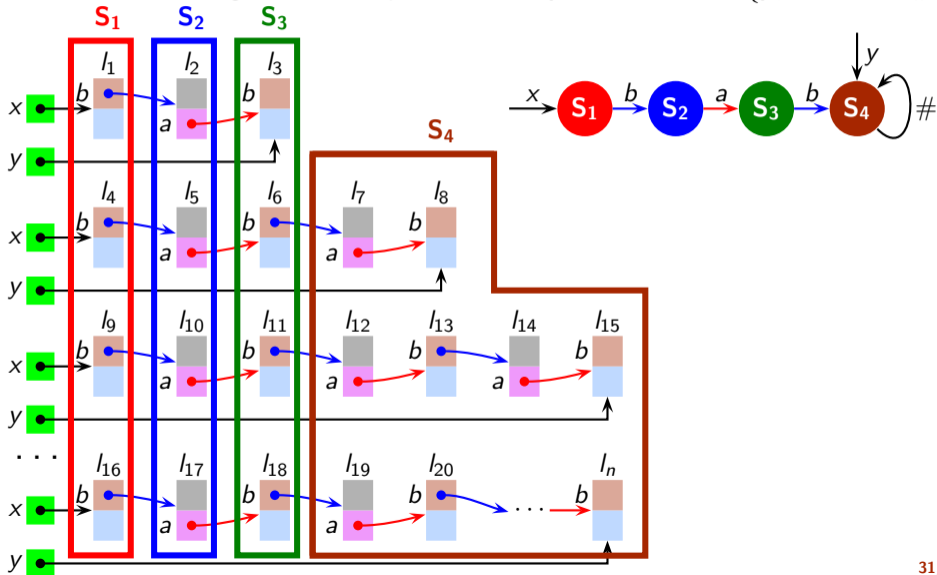 S1 S2 S3
l1 l2 l3
x b a b
y
S4
y
x S1 b S2 a S3 b S4 #
l4 l5 l6 l7 l8
x b a b a b
y
l9 l10 l11 l12 l13 l14 l15
x b a b a b a b
y
. . .
l16 l17 l18 l19 l20 ln
x b a b a b · · · b
y
31